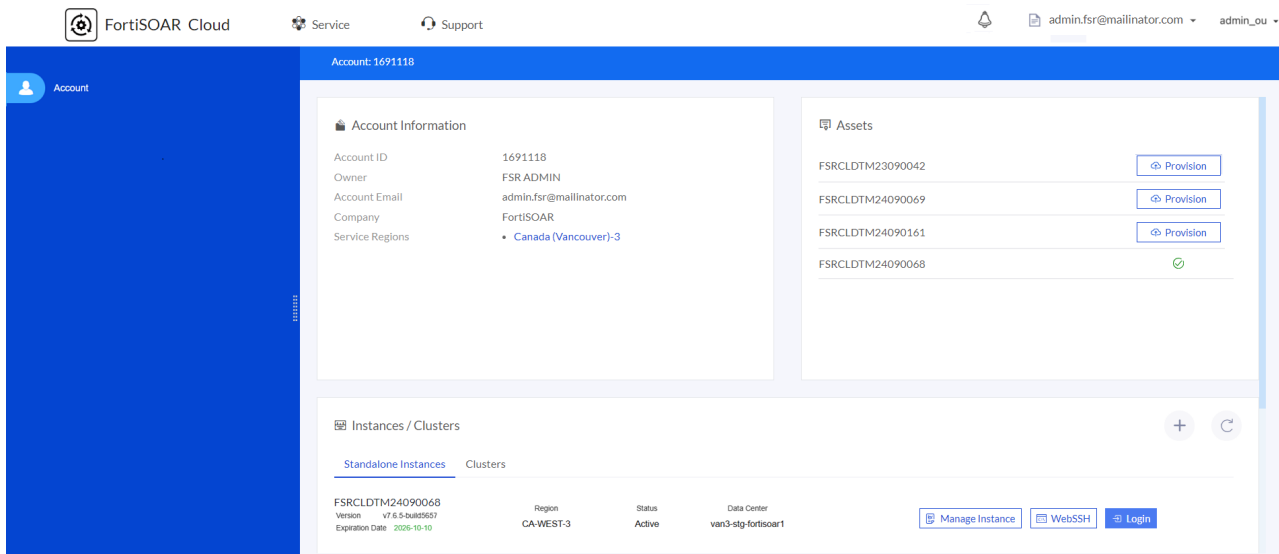 FortiSOAR Cloud
Service
Support
admin.fsr@mailinator.com
admin_ou
Account
Account: 1691118
Account Information
Account ID 1691118
Owner FSR ADMIN
Account Email admin.fsr@mailinator.com
Company FortiSOAR
Service Regions • Canada (Vancouver)-3
Assets
FSRCLDTM23090042 Provision
FSRCLDTM24090069 Provision
FSRCLDTM24090161 Provision
FSRCLDTM24090068
Instances / Clusters
Standalone Instances Clusters
FSRCLDTM24090068
Version v7.6.5-build5657
Expiration Date 2026-10-10
Region
CA-WEST-3
Status
Active
Data Center
van3-stg-fortisoar1
Manage Instance
WebSSH
Login